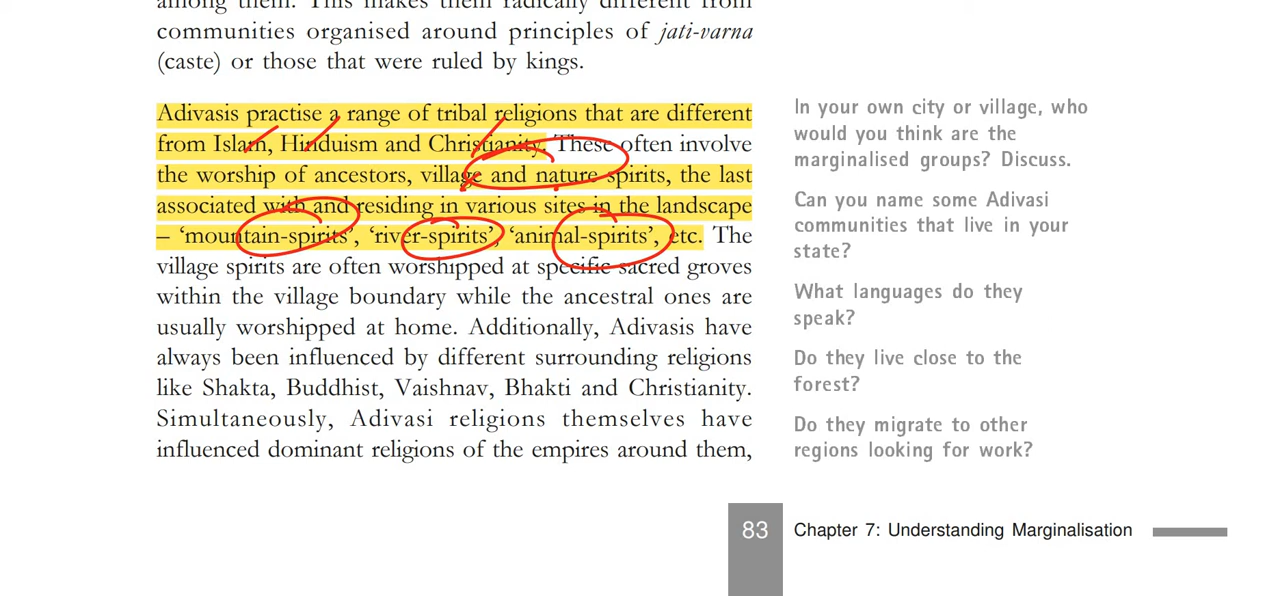 among them. This makes them radically different from
communities organised around principles of jati-varna
(caste) or those that were ruled by kings.
Adivasis practise a range of tribal religions that are different
from Islam, Hinduism and Christianity. These often involve
the worship of ancestors, village and nature spirits, the last
associated with and residing in various sites in the landscape
– ‘mountain-spirits’, ‘river-spirits’, ‘animal-spirits’, etc. The
village spirits are often worshipped at specific sacred groves
within the village boundary while the ancestral ones are
usually worshipped at home. Additionally, Adivasis have
always been influenced by different surrounding religions
like Shakta, Buddhist, Vaishnav, Bhakti and Christianity.
Simultaneously, Adivasi religions themselves have
influenced dominant religions of the empires around them,
In your own city or village, who
would you think are the
marginalised groups? Discuss.
Can you name some Adivasi
communities that live in your
state?
What languages do they
speak?
Do they live close to the
forest?
Do they migrate to other
regions looking for work?
83 Chapter 7: Understanding Marginalisation